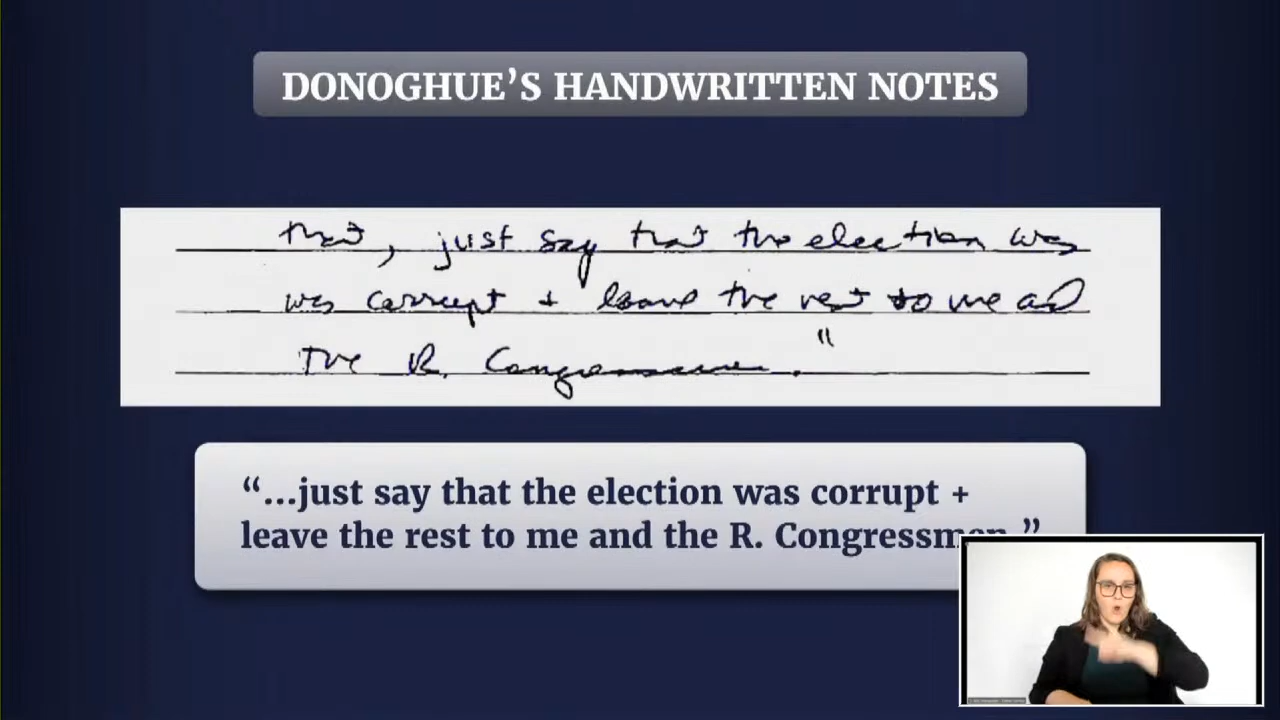 DONOGHUE’S HANDWRITTEN NOTES
that, just say that the election was
was corrupt + leave the rest to me and
the R. Congressmen."
“...just say that the election was corrupt +
leave the rest to me and the R. Congressmen.”